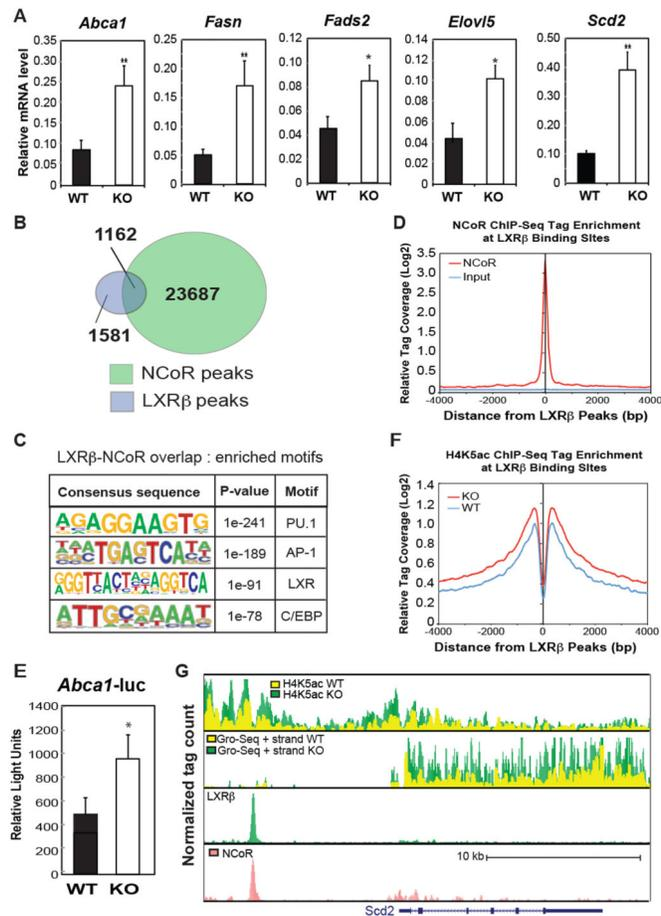 A
Abca1 Fasn Fads2 Elovl5 Scd2
Relative mRNA level
0.35
0.30
0.25
0.20
0.15
0.10
0.05
0
**
WT KO
0.25
0.20
0.15
0.10
0.05
0
**
WT KO
0.12
0.10
0.08
0.06
0.04
0.02
0
*
WT KO
0.14
0.12
0.10
0.08
0.06
0.04
0.02
0
*
WT KO
0.50
0.40
0.30
0.20
0.10
0
**
WT KO
B
1162
23687
1581
NCoR peaks
LXRβ peaks
C
LXRβ-NCoR overlap : enriched motifs
Consensus sequence P-value Motif
AGAGGAAGTG 1e-241 PU.1
TGAGTCA 1e-189 AP-1
GGGTTACT AGGTCA 1e-91 LXR
ATTGCGAAAT 1e-78 C/EBP
D
NCoR ChIP-Seq Tag Enrichment
at LXRβ Binding SItes
Relative Tag Coverage (Log2)
3.5
3.0
2.5
2.0
1.5
1.0
0.5
0
NCoR
Input
-4000 -2000 0 2000 4000
Distance from LXRβ Peaks (bp)
F
H4K5ac ChIP-Seq Tag Enrichment
at LXRβ Binding SItes
Relative Tag Coverage (Log2)
1.4
1.2
1.0
0.8
0.6
0.4
0.2
0
KO
WT
-4000 -2000 0 2000 4000
Distance from LXRβ Peaks (bp)
E
Abca1-luc
Relative Light Units
1400
1200
1000
800
600
400
200
0
*
WT KO
G
Normalized tag count
H4K5ac WT
H4K5ac KO
Gro-Seq + strand WT
Gro-Seq + strand KO
LXRβ
NCoR
10 kb
Scd2